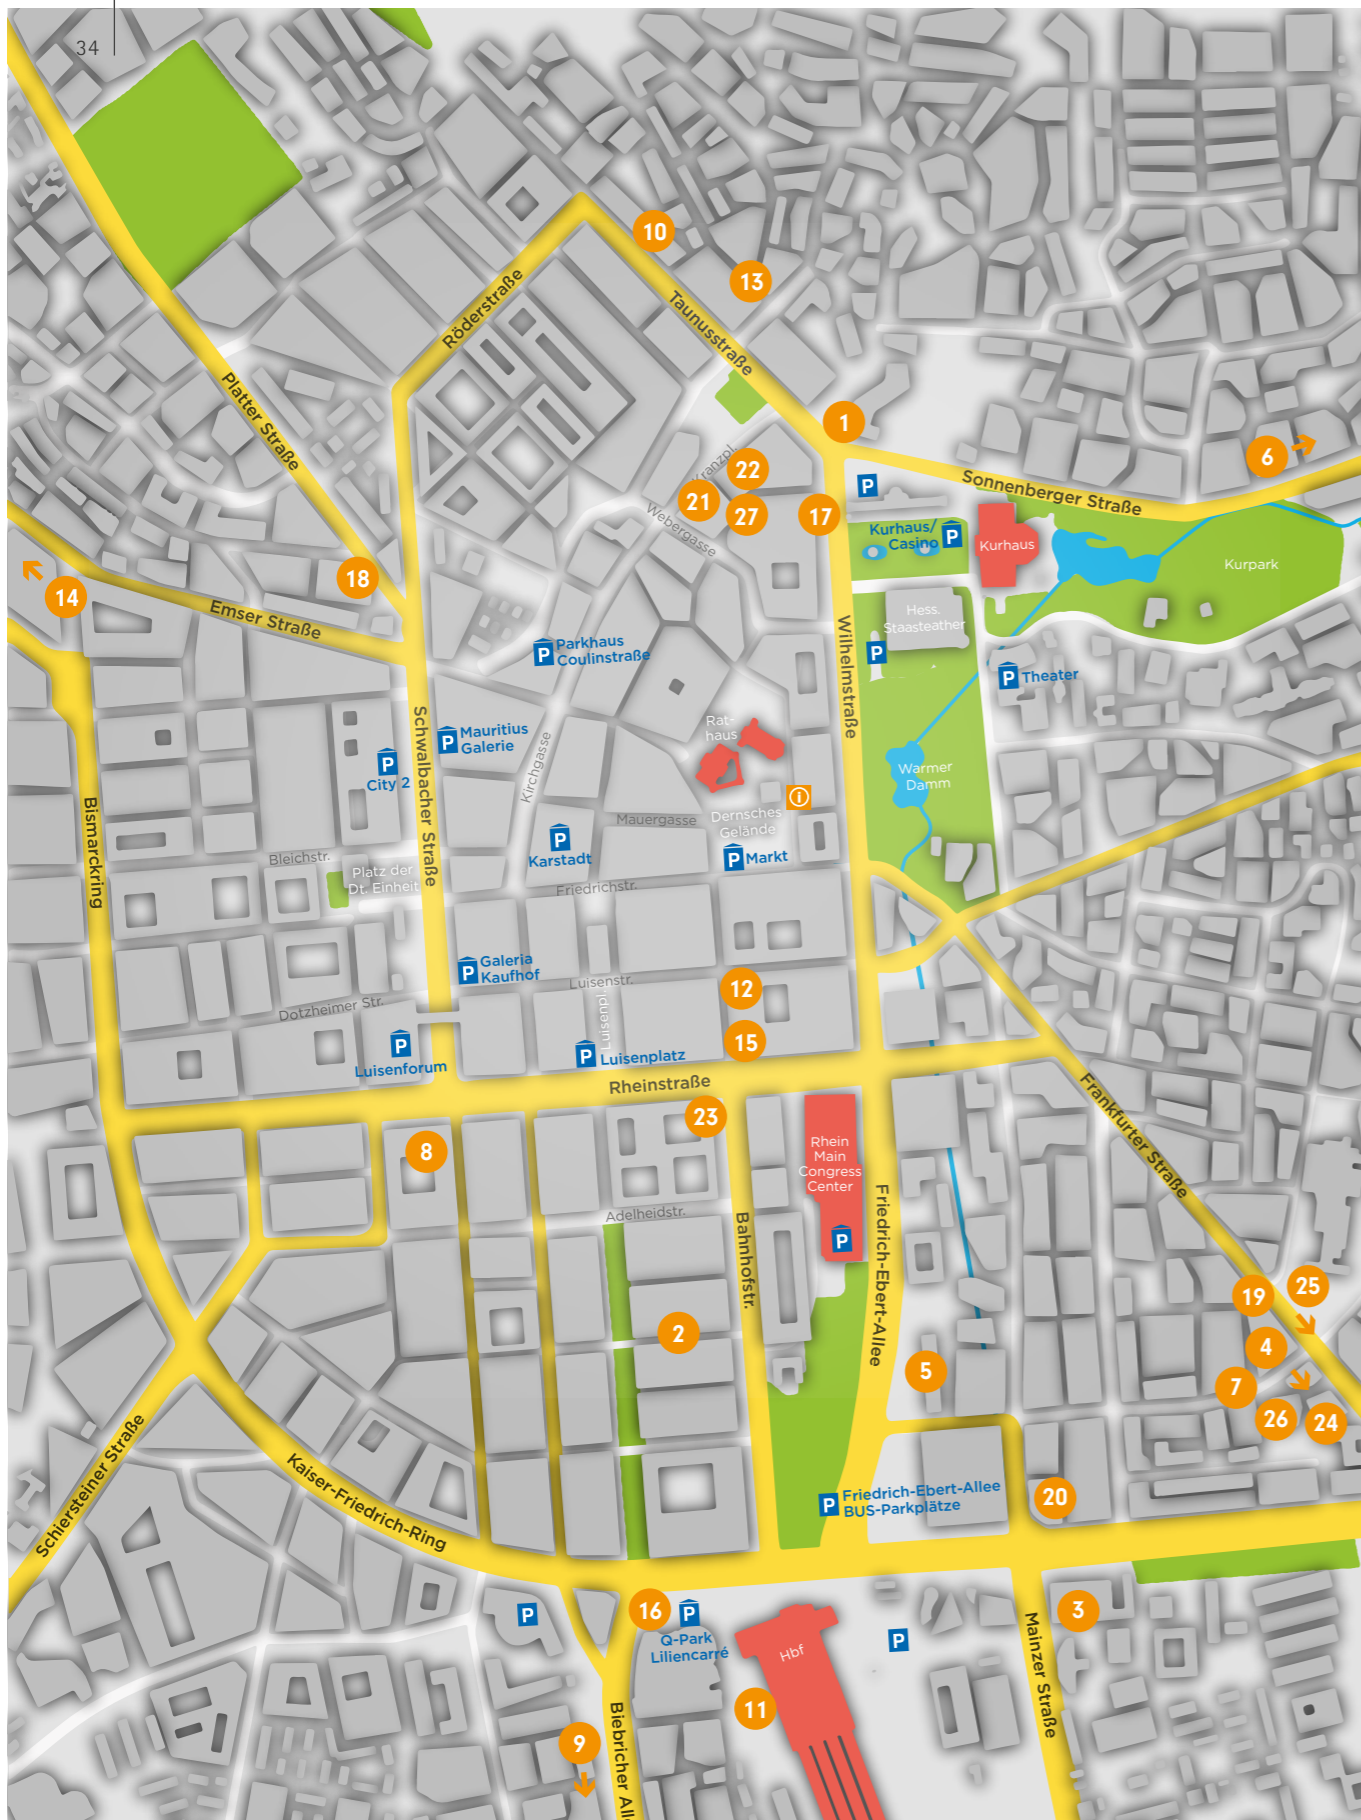 34
10
13
Röderstraße
Taunusstraße
Platter Straße
1
6
Kranzpl.
22
P
Sonnenberger Straße
21
27
17
Webergasse
Kurhaus/
Casino
P
Kurhaus
Kurpark
14
18
Emser Straße
Hess.
Staasteather
P
Parkhaus
Coulinstraße
P
Wilhelmstraße
P
Theater
Schwalbacher Straße
P
Mauritius
Galerie
Rat-
haus
Kirchgasse
P
City 2
Warmer
Damm
Bismarckring
i
Dernsches
Gelände
Mauergasse
P
Karstadt
P
Markt
Bleichstr.
Platz der
Dt. Einheit
Friedrichstr.
P
Galeria
Kaufhof
Luisenstr.
12
Luisenpl.
Dotzheimer Str.
P
Luisenforum
P
Luisenplatz
15
Rheinstraße
23
Frankfurter Straße
8
Rhein
Main
Congress
Center
P
Adelheidstr.
Bahnhofstr.
Friedrich-Ebert-Allee
25
19
2
4
5
7
26
24
Schiersteiner Straße
Kaiser-Friedrich-Ring
P
Friedrich-Ebert-Allee
BUS-Parkplätze
20
16
P
Q-Park
Liliencarré
P
3
Mainzer Straße
P
Hbf
11
9
Biebricher All